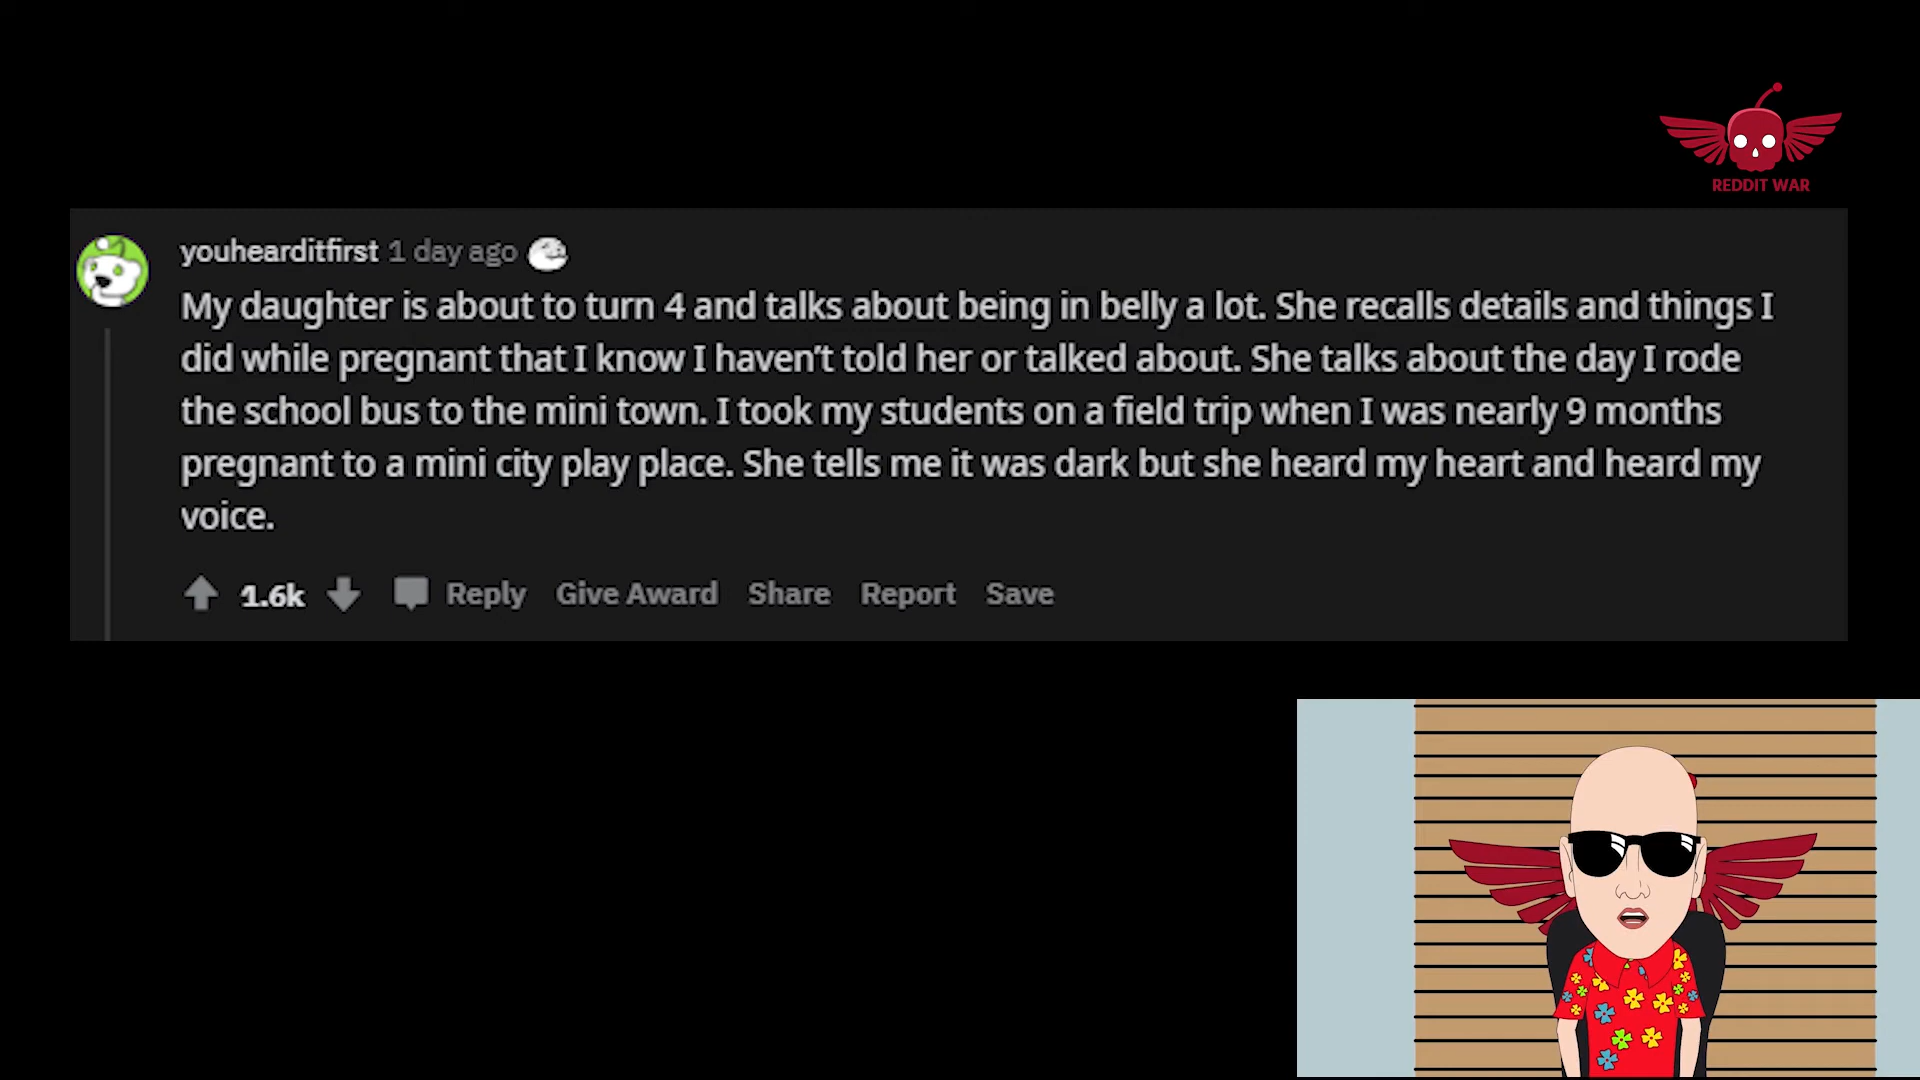 REDDIT WAR
youhearditfirst 1 day ago
My daughter is about to turn 4 and talks about being in belly a lot. She recalls details and things I
did while pregnant that I know I haven’t told her or talked about. She talks about the day I rode
the school bus to the mini town. I took my students on a field trip when I was nearly 9 months
pregnant to a mini city play place. She tells me it was dark but she heard my heart and heard my
voice.
1.6k Reply Give Award Share Report Save